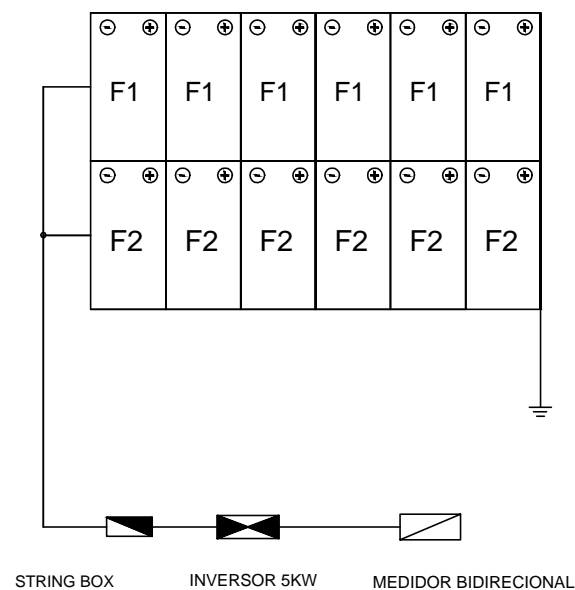 F1 F1 F1 F1 F1 F1
F2 F2 F2 F2 F2 F2
STRING BOX INVERSOR 5KW MEDIDOR BIDIRECIONAL